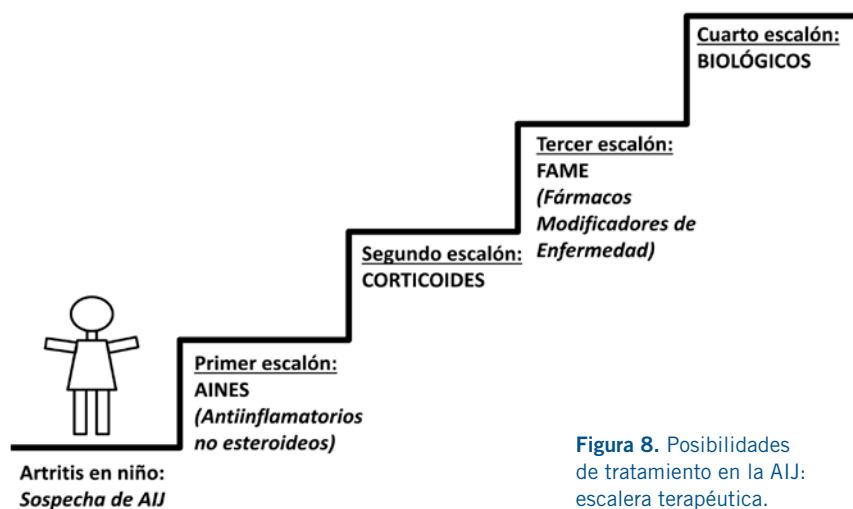 Cuarto escalón:
BIOLÓGICOS
Tercer escalón:
FAME
(Fármacos
Modificadores de
Enfermedad)
Segundo escalón:
CORTICOIDES
Primer escalón:
AINES
(Antiinflamatorios
no esteroideos)
Artritis en niño:
Sospecha de AIJ
Figura 8. Posibilidades
de tratamiento en la AIJ:
escalera terapéutica.